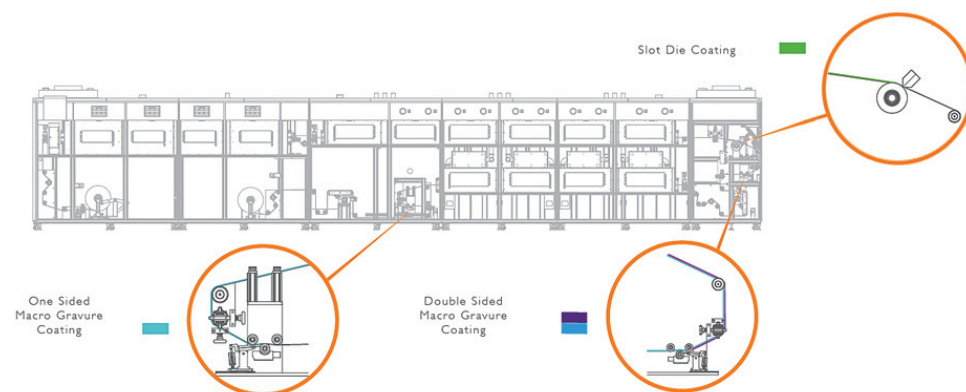 Slot Die Coating
One Sided
Macro Gravure
Coating
Double Sided
Macro Gravure
Coating